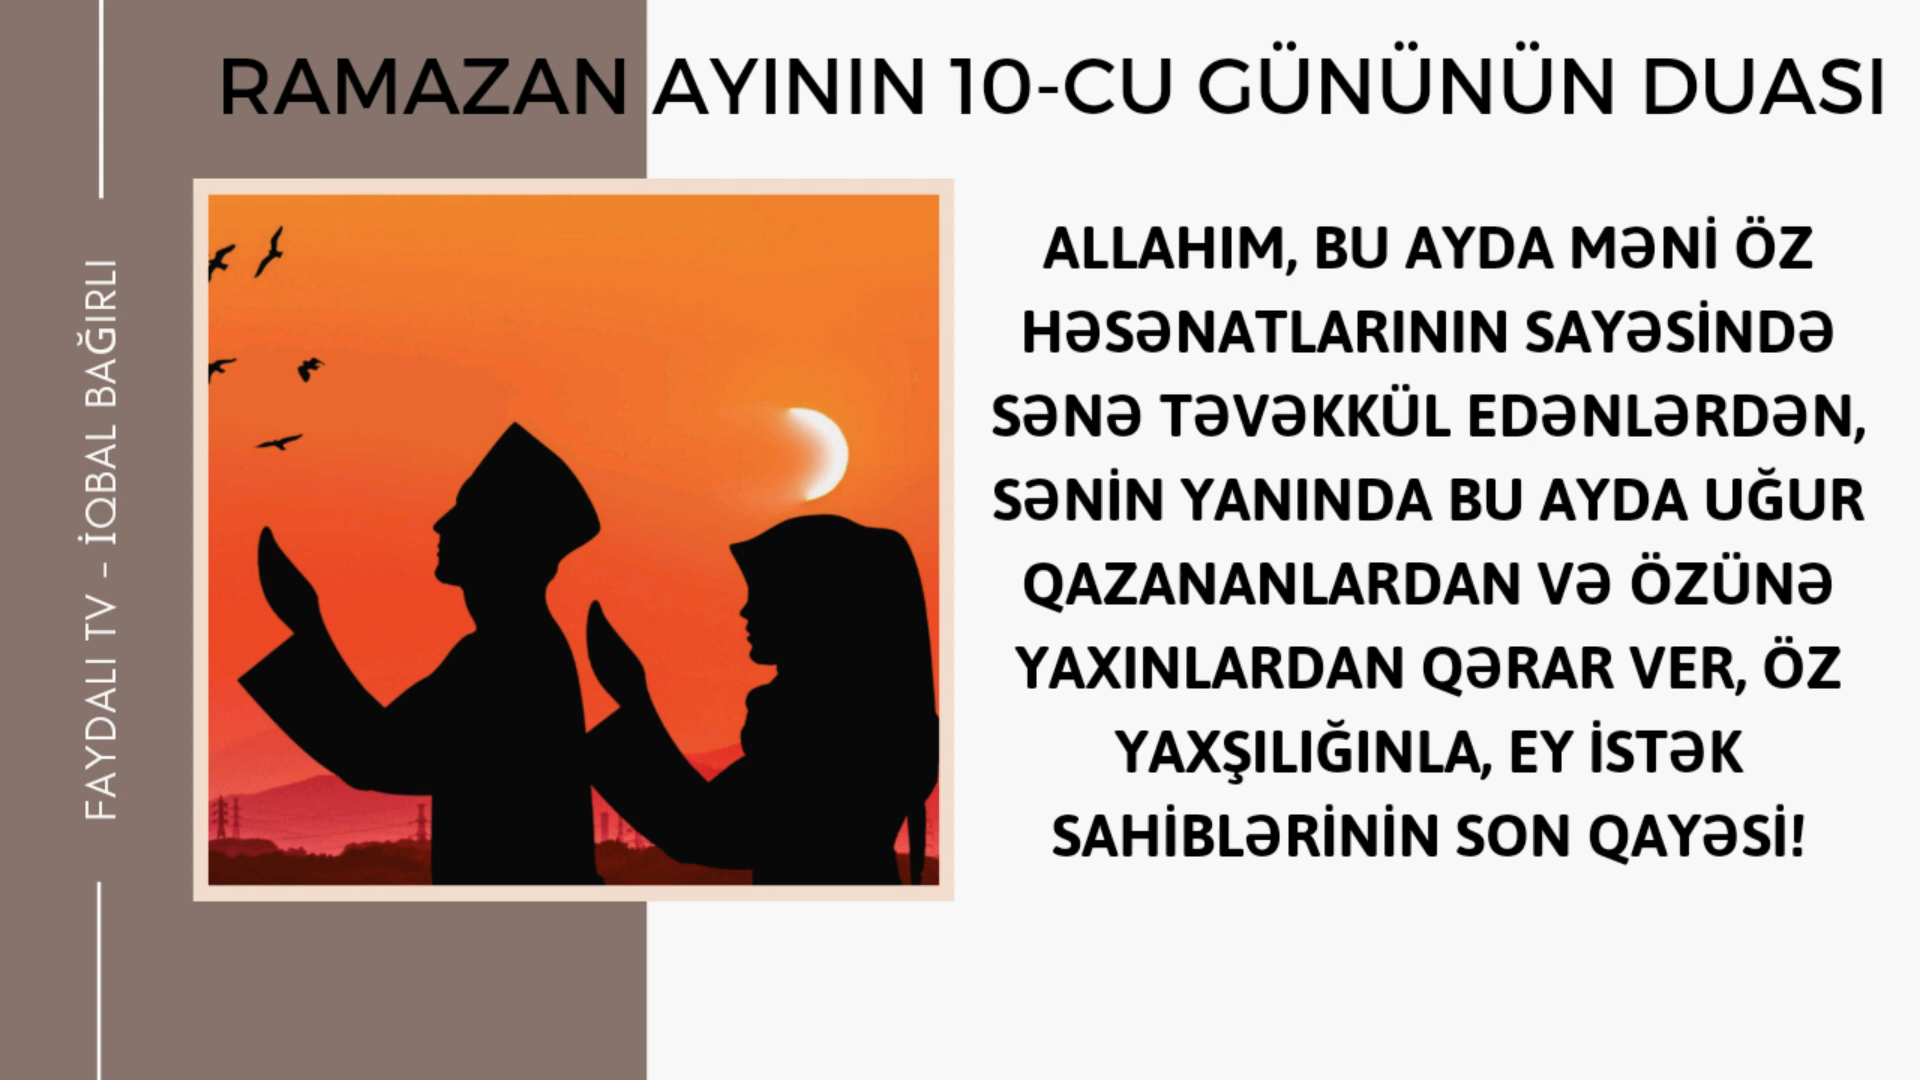 RAMAZAN AYININ 10-CU GÜNÜNÜN DUASI
FAYDALI TV – İQBAL BAĞIRLI
ALLAHIM, BU AYDA MƏNİ ÖZ
HƏSƏNATLARININ SAYƏSİNDƏ
SƏNƏ TƏVƏKKÜL EDƏNLƏRDƏN,
SƏNİN YANINDA BU AYDA UĞUR
QAZANANLARDAN VƏ ÖZÜNƏ
YAXINLARDAN QƏRAR VER, ÖZ
YAXŞILIĞINLA, EY İSTƏK
SAHİBLƏRİNİN SON QAYƏSİ!